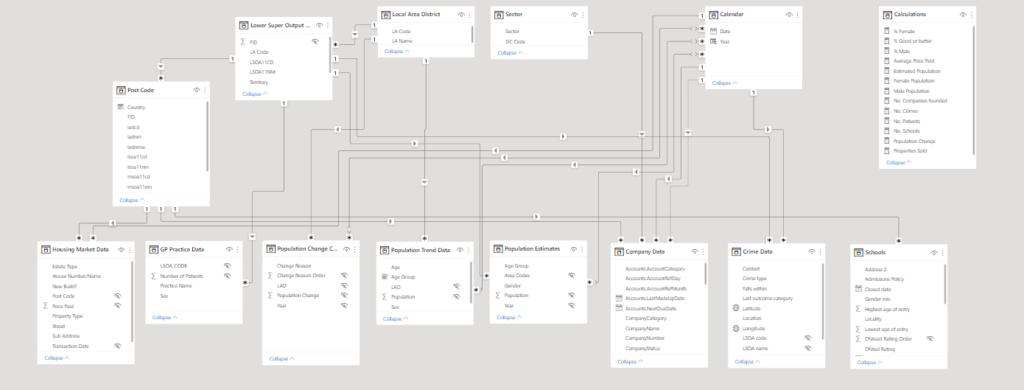 Lower Super Output ...
FID
LA Code
LSOA11CD
LSOA11NM
Territory
Collapse
Local Area District
LA Code
LA Name
Collapse
Sector
Sector
SIC Code
Collapse
Calendar
Date
Year
Collapse
Calculations
% Female
% Good or better
% Male
Average Price Paid
Estimated Population
Female Population
Male Population
No. Companies founded
No. Crimes
No. Patients
No. Schools
Population Change
Properties Sold
Collapse
Post Code
Country
FID
ladcd
ladnm
ladnmw
lsoa11cd
lsoa11nm
msoa11cd
msoa11nm
Collapse
Housing Market Data
Estate Type
House Number/Name
New Build?
Post Code
Price Paid
Property Type
Street
Sub Address
Transaction Date
Collapse
GP Practice Data
LSOA_CODE
Number of Patients
Practice Name
Sex
Collapse
Population Change C...
Change Reason
Change Reason Order
LAD
Population Change
Year
Collapse
Population Trend Data
Age
Age Group
LAD
Population
Sex
Collapse
Population Estimates
Age Group
Area Codes
Gender
Population
Year
Collapse
Company Data
Accounts.AccountCategory
Accounts.AccountRefDay
Accounts.AccountRefMonth
Accounts.LastMadeUpDate
Accounts.NextDueDate
CompanyCategory
CompanyName
CompanyNumber
CompanyStatus
Collapse
Crime Data
Context
Crime type
Falls within
Last outcome category
Latitude
Location
Longitude
LSOA code
LSOA name
Collapse
Schools
Address 2
Admissions Policy
Closed date
Gender mix
Highest age of entry
Locality
Lowest age of entry
Ofsted Rating Order
Ofsted Rating
Collapse